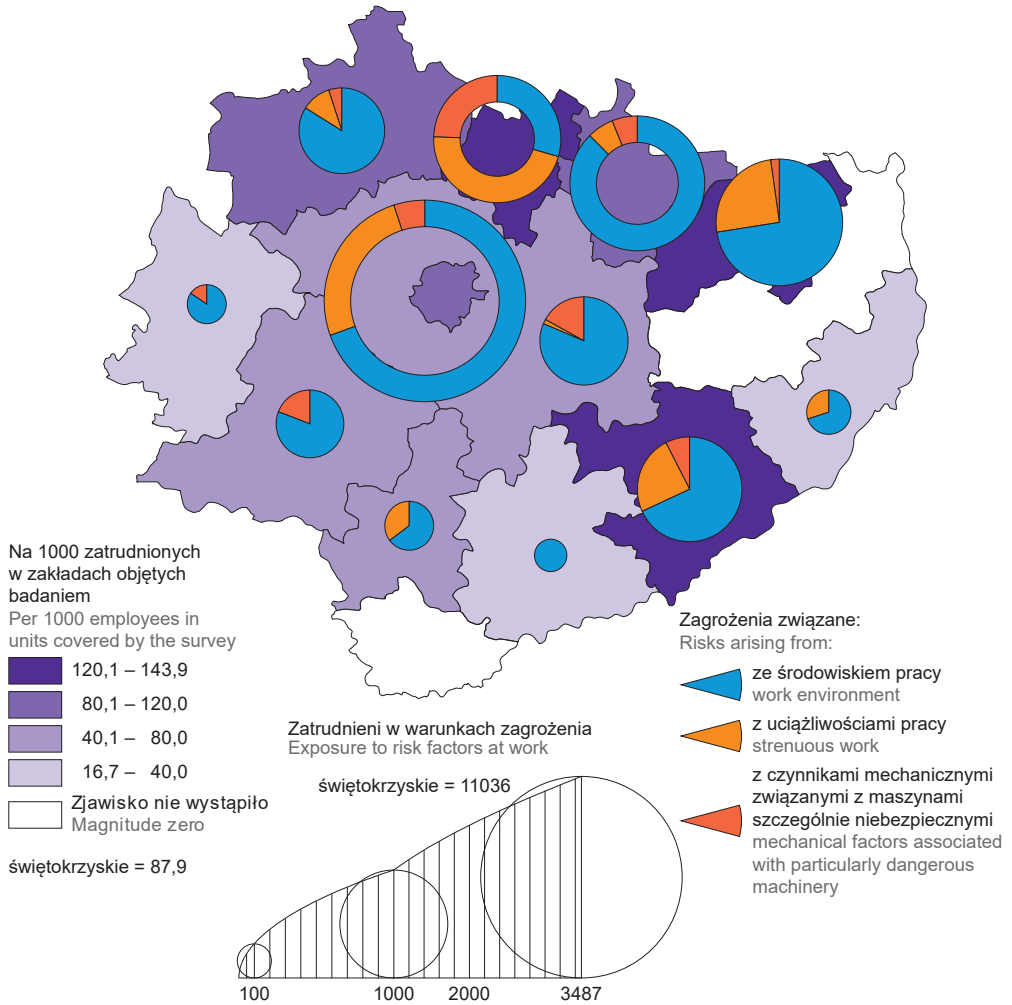 Na 1000 zatrudnionych
w zakładach objętych
badaniem
Per 1000 employees in
units covered by the survey
120,1 – 143,9
80,1 – 120,0
40,1 – 80,0
16,7 – 40,0
Zjawisko nie wystąpiło
Magnitude zero
świętokrzyskie = 87,9
Zatrudnieni w warunkach zagrożenia
Exposure to risk factors at work
świętokrzyskie = 11036
100 1000 2000 3487
Zagrożenia związane:
Risks arising from:
ze środowiskiem pracy
work environment
z uciążliwościami pracy
strenuous work
z czynnikami mechanicznymi
związanymi z maszynami
szczególnie niebezpiecznymi
mechanical factors associated
with particularly dangerous
machinery